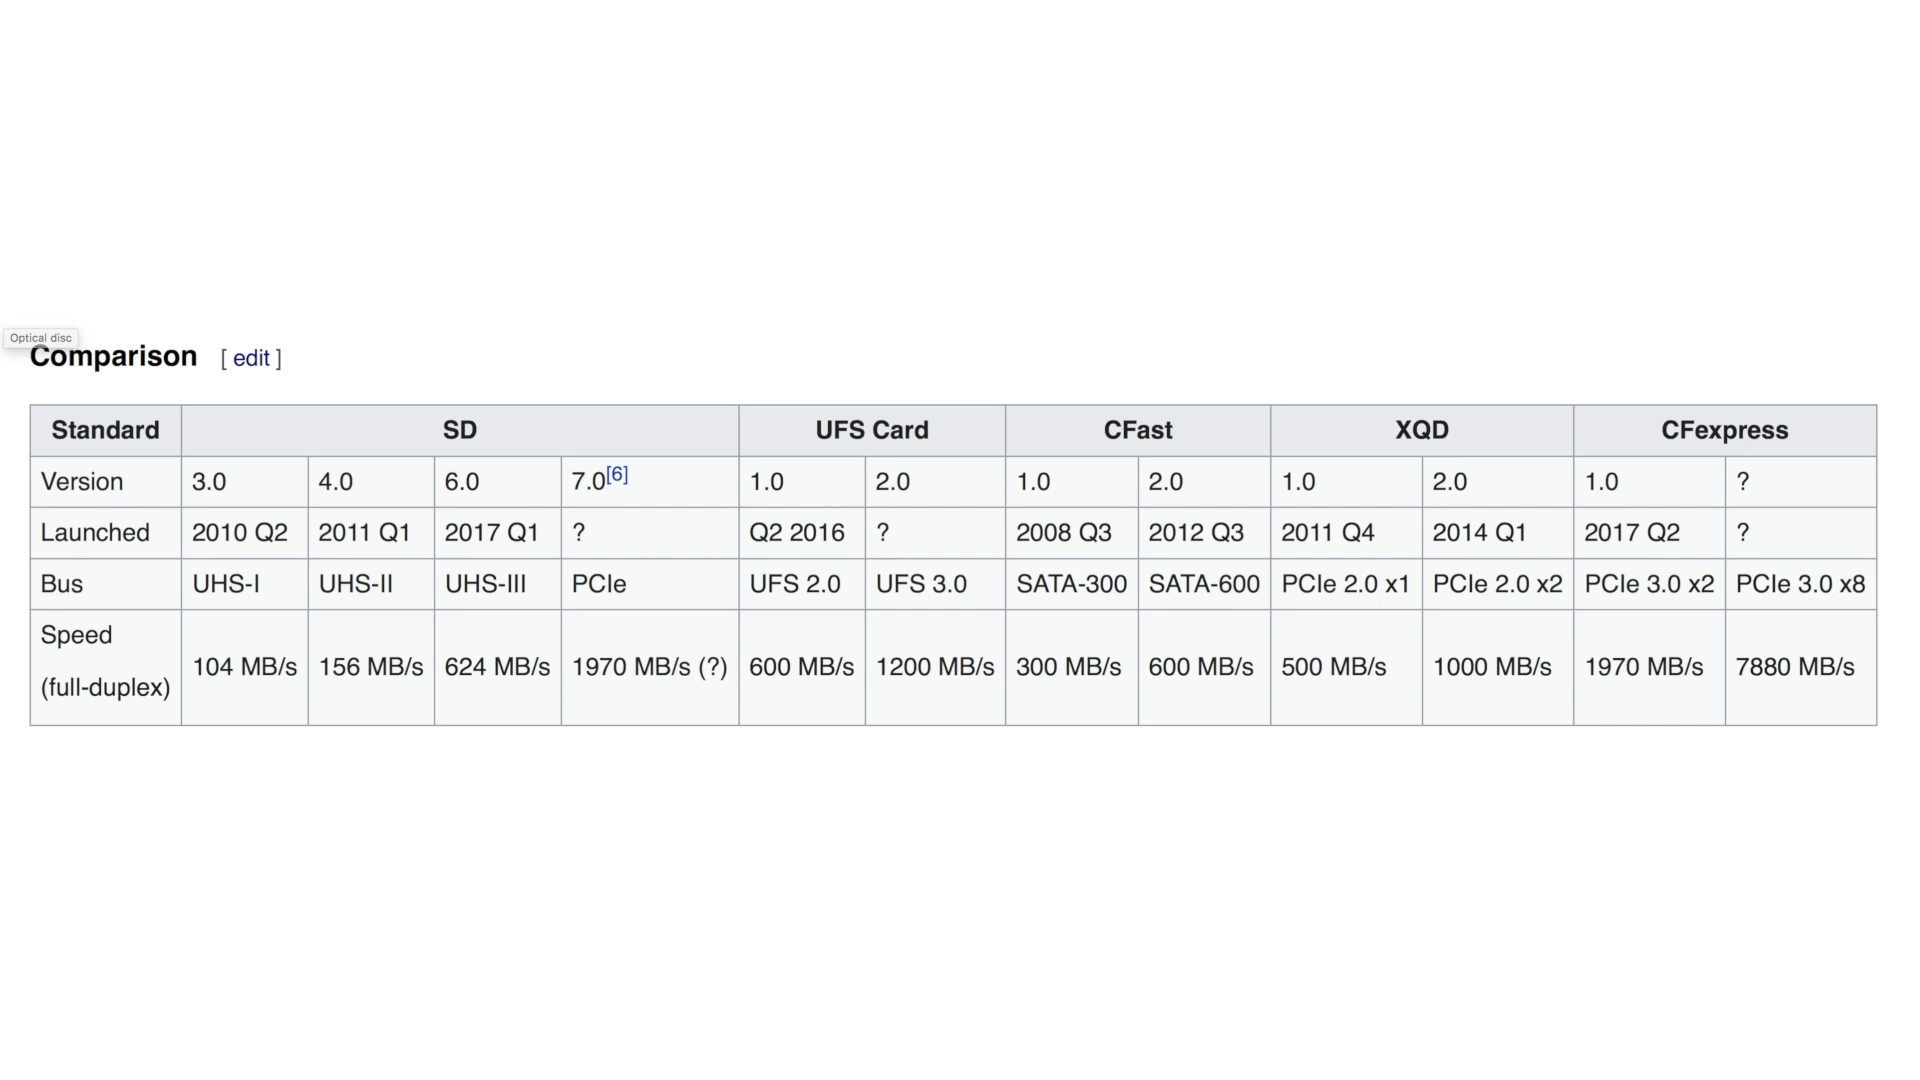 Optical disc
Comparison [ edit ]
Standard SD UFS Card CFast XQD CFexpress
Version 3.0 4.0 6.0 7.0[6] 1.0 2.0 1.0 2.0 1.0 2.0 1.0 ?
Launched 2010 Q2 2011 Q1 2017 Q1 ? Q2 2016 ? 2008 Q3 2012 Q3 2011 Q4 2014 Q1 2017 Q2 ?
Bus UHS-I UHS-II UHS-III PCIe UFS 2.0 UFS 3.0 SATA-300 SATA-600 PCIe 2.0 x1 PCIe 2.0 x2 PCIe 3.0 x2 PCIe 3.0 x8
Speed
(full-duplex) 104 MB/s 156 MB/s 624 MB/s 1970 MB/s (?) 600 MB/s 1200 MB/s 300 MB/s 600 MB/s 500 MB/s 1000 MB/s 1970 MB/s 7880 MB/s